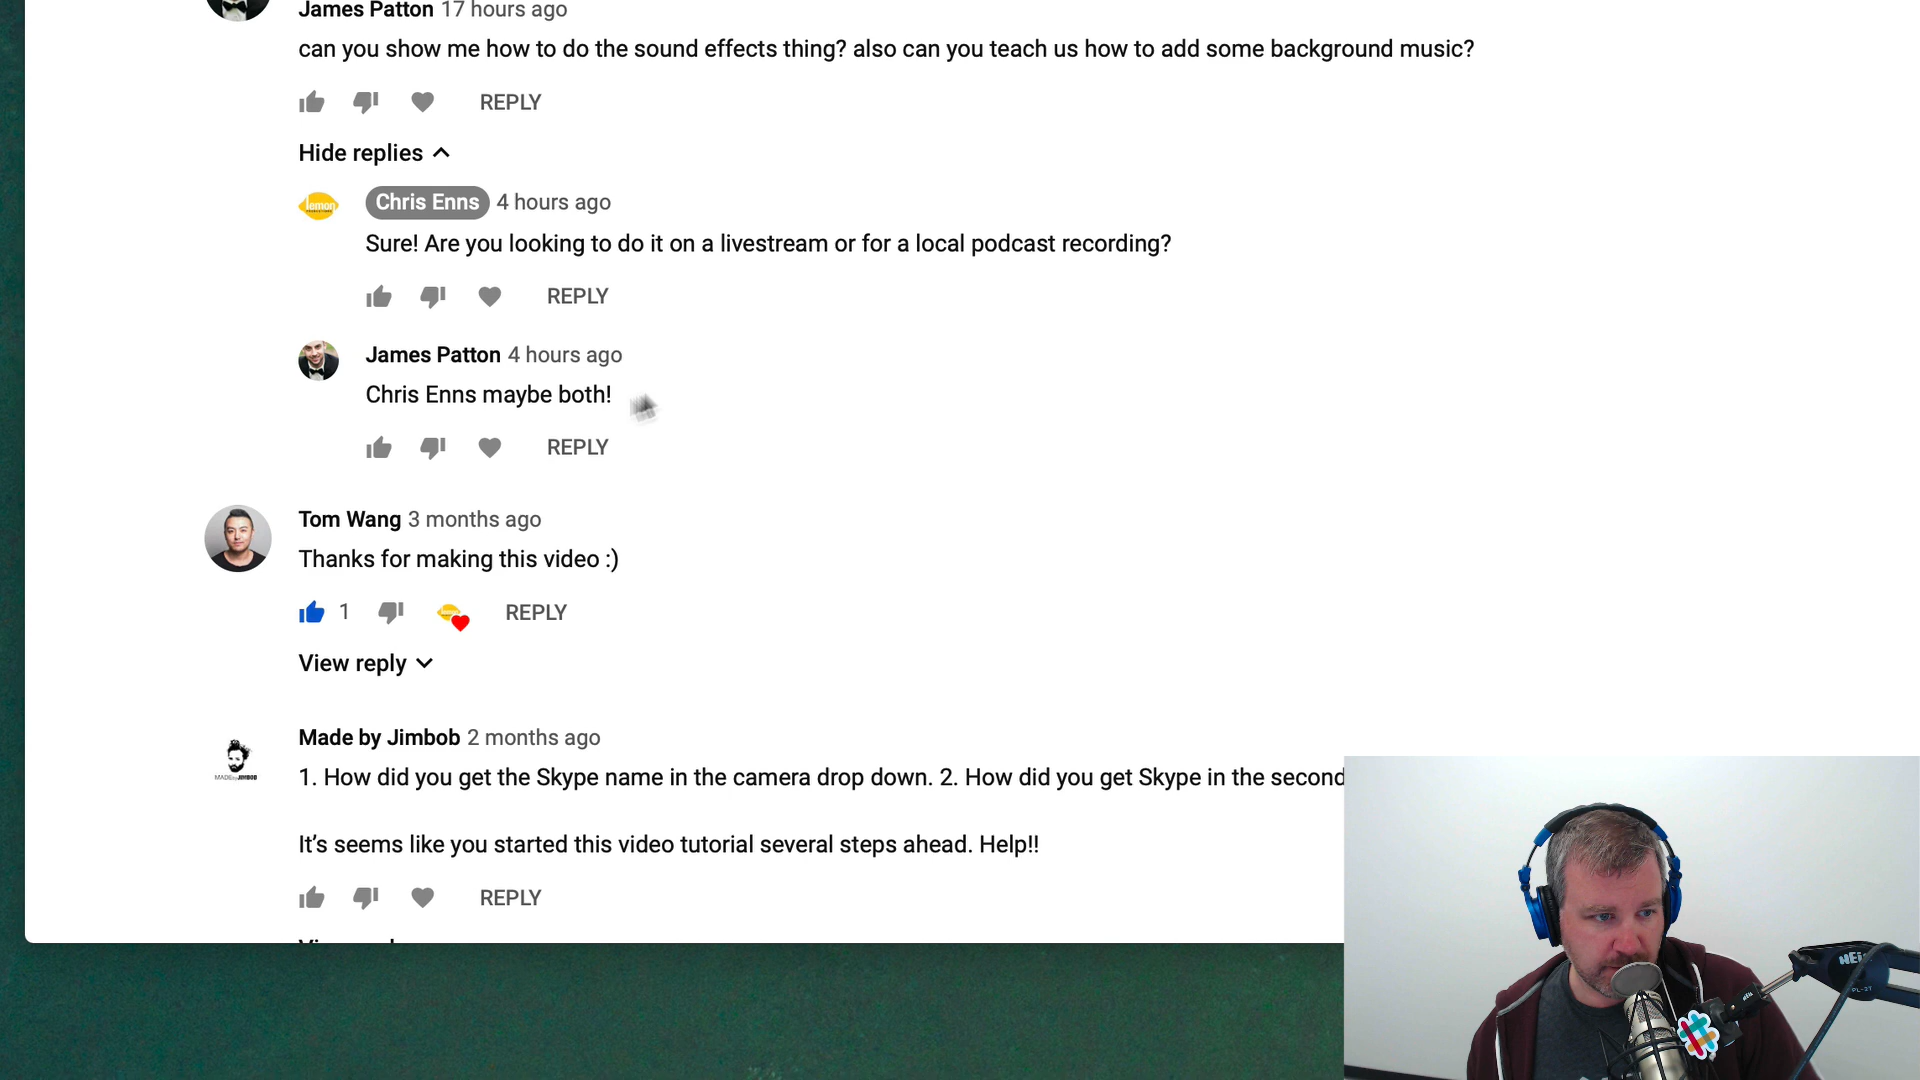 James Patton 17 hours ago
can you show me how to do the sound effects thing? also can you teach us how to add some background music?
REPLY
Hide replies
lemon
Chris Enns 4 hours ago
Sure! Are you looking to do it on a livestream or for a local podcast recording?
REPLY
James Patton 4 hours ago
Chris Enns maybe both!
REPLY
Tom Wang 3 months ago
Thanks for making this video :)
1 REPLY
View reply
Made by Jimbob 2 months ago
MADEbyJIMBOB
1. How did you get the Skype name in the camera drop down. 2. How did you get Skype in the second
It’s seems like you started this video tutorial several steps ahead. Help!!
REPLY
PL-2T